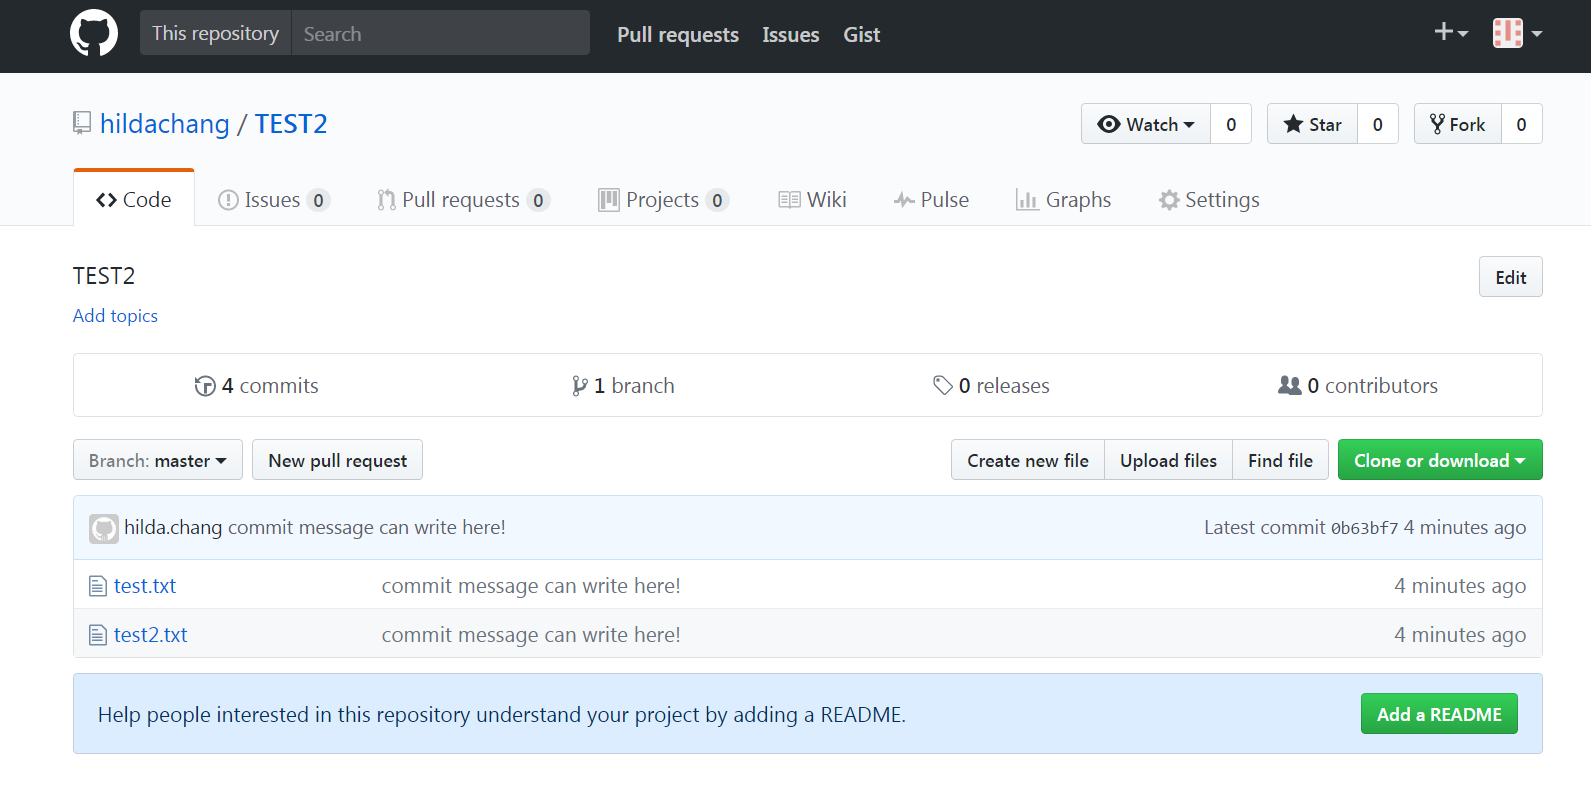 This repository Search Pull requests Issues Gist
hildachang / TEST2 Watch 0 Star 0 Fork 0
Code Issues 0 Pull requests 0 Projects 0 Wiki Pulse Graphs Settings
TEST2 Edit
Add topics
4 commits 1 branch 0 releases 0 contributors
Branch: master New pull request Create new file Upload files Find file Clone or download
hilda.chang commit message can write here! Latest commit 0b63bf7 4 minutes ago
test.txt commit message can write here! 4 minutes ago
test2.txt commit message can write here! 4 minutes ago
Help people interested in this repository understand your project by adding a README. Add a README